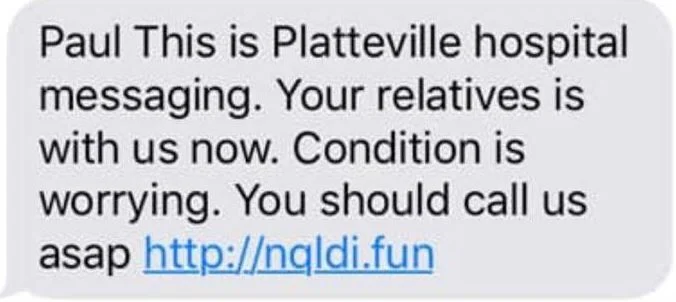 Paul This is Platteville hospital
messaging. Your relatives is
with us now. Condition is
worrying. You should call us
asap http://nqldi.fun